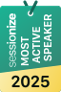 sessionize
MOST
ACTIVE
SPEAKER
2025